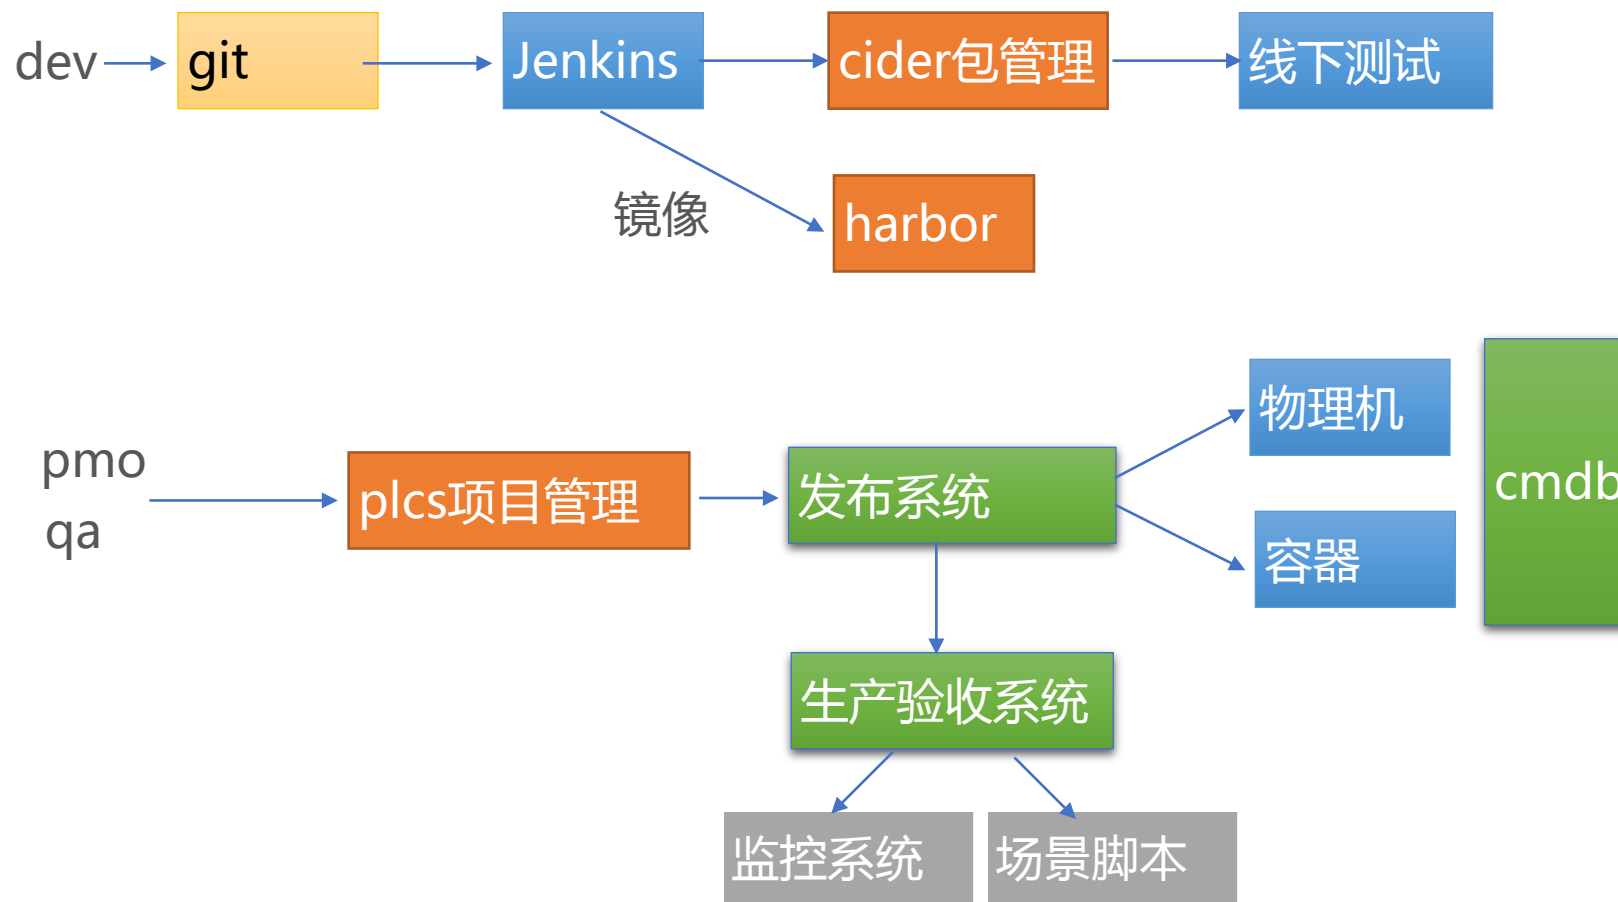 dev
git
Jenkins
cider包管理
线下测试
镜像
harbor
物理机
pmo
qa
plcs项目管理
发布系统
cmdb
容器
生产验收系统
监控系统
场景脚本